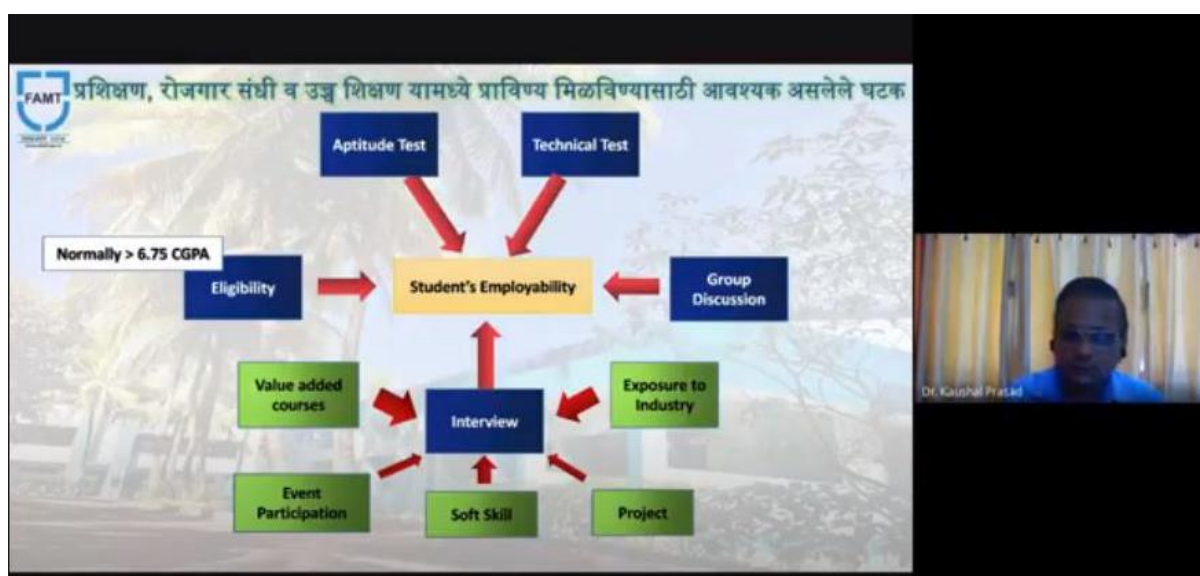 FAMT
प्रशिक्षण, रोजगार संधी व उच्च शिक्षण यामध्ये प्राविण्य मिळविण्यासाठी आवश्यक असलेले घटक
Aptitude Test
Technical Test
Normally > 6.75 CGPA
Eligibility
Student's Employability
Group
Discussion
Value added
courses
Interview
Exposure to
Industry
Event
Participation
Soft Skill
Project
Dr. Kaushal Prasad